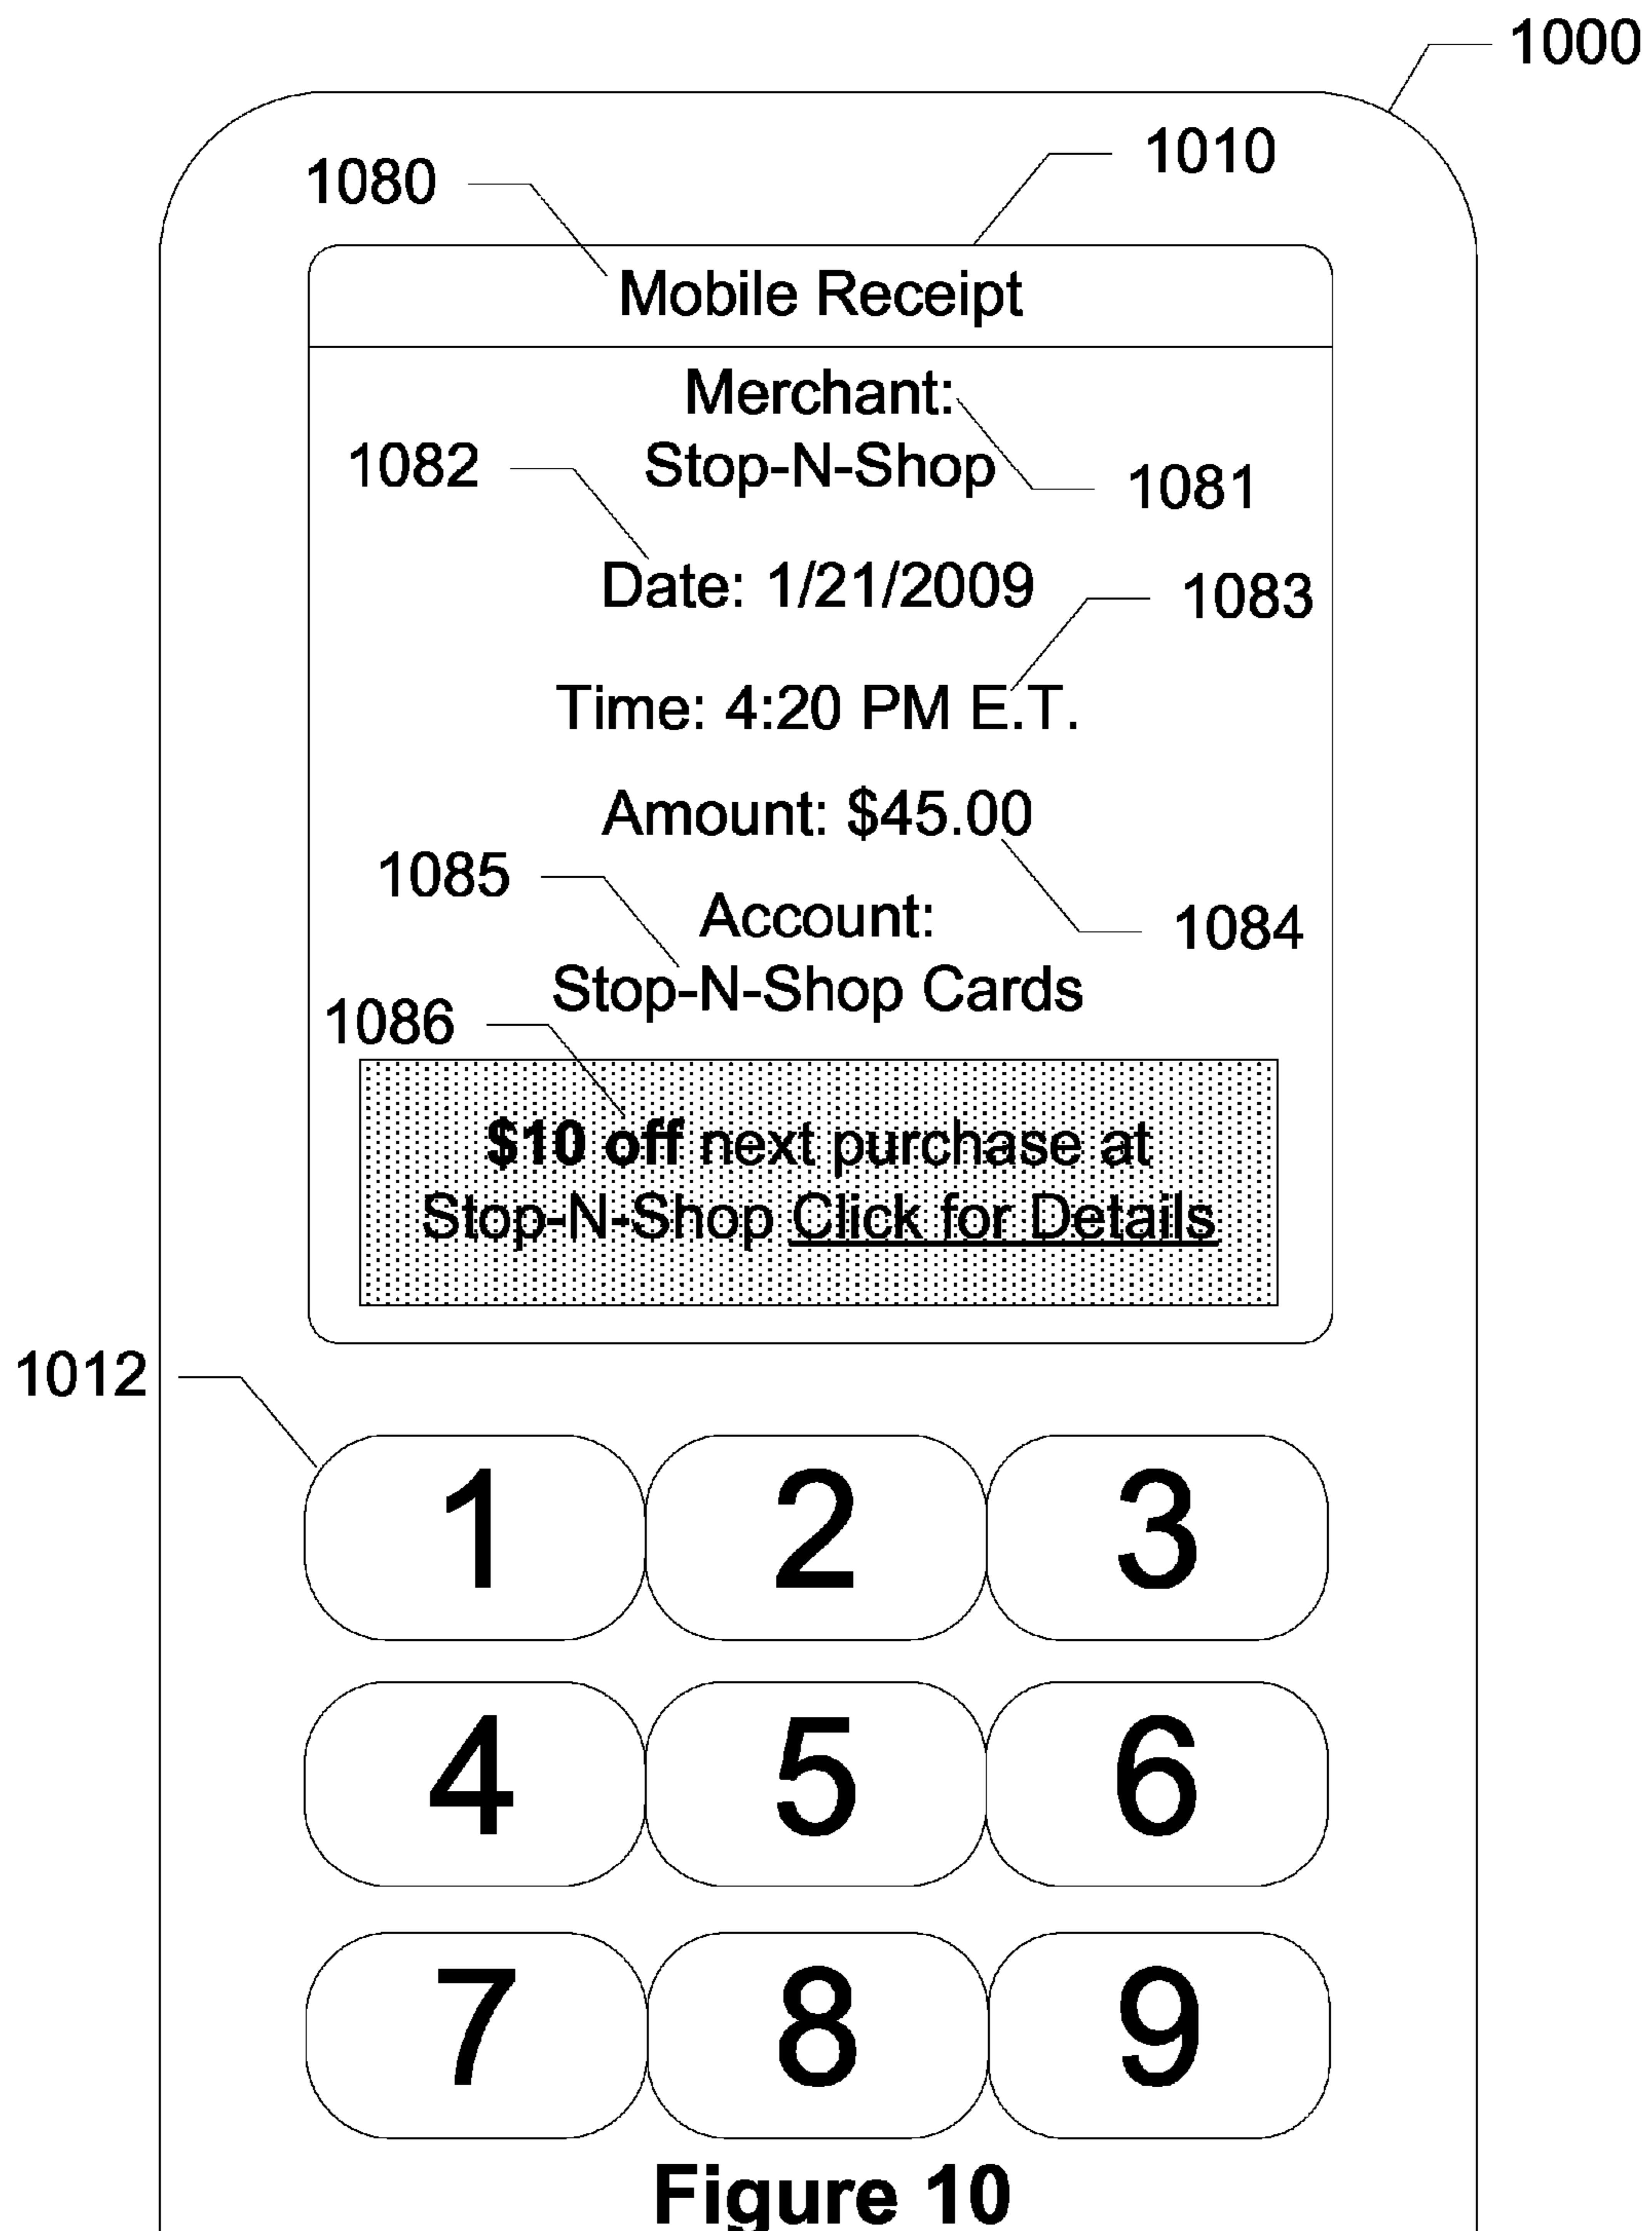 1000
1080
1010
Mobile Receipt
Merchant:
1082
Stop-N-Shop
1081
Date: 1/21/2009
1083
Time: 4:20 PM E.T.
Amount: $45.00
1085
Account:
1084
Stop-N-Shop Cards
1086
$10 off next purchase at
Stop-N-Shop Click for Details
1012
1 2 3
4 5 6
7 8 9
Figure 10